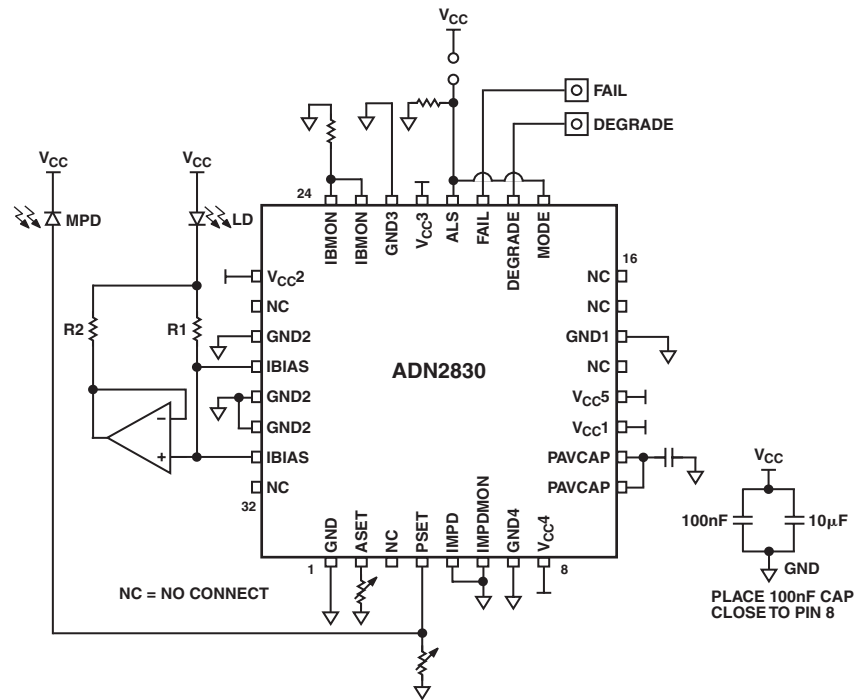 VCC
FAIL
DEGRADE
VCC
VCC
MPD
LD
24
IBMON
IBMON
GND3
VCC3
ALS
FAIL
DEGRADE
MODE
16
VCC2
NC
GND2
IBIAS
GND2
GND2
IBIAS
NC
32
R2
R1
–
+
ADN2830
NC
NC
GND1
NC
VCC5
VCC1
PAVCAP
PAVCAP
1
GND
ASET
NC
PSET
IMPD
IMPDMON
GND4
VCC4
8
NC = NO CONNECT
VCC
100nF
10μF
GND
PLACE 100nF CAP
CLOSE TO PIN 8